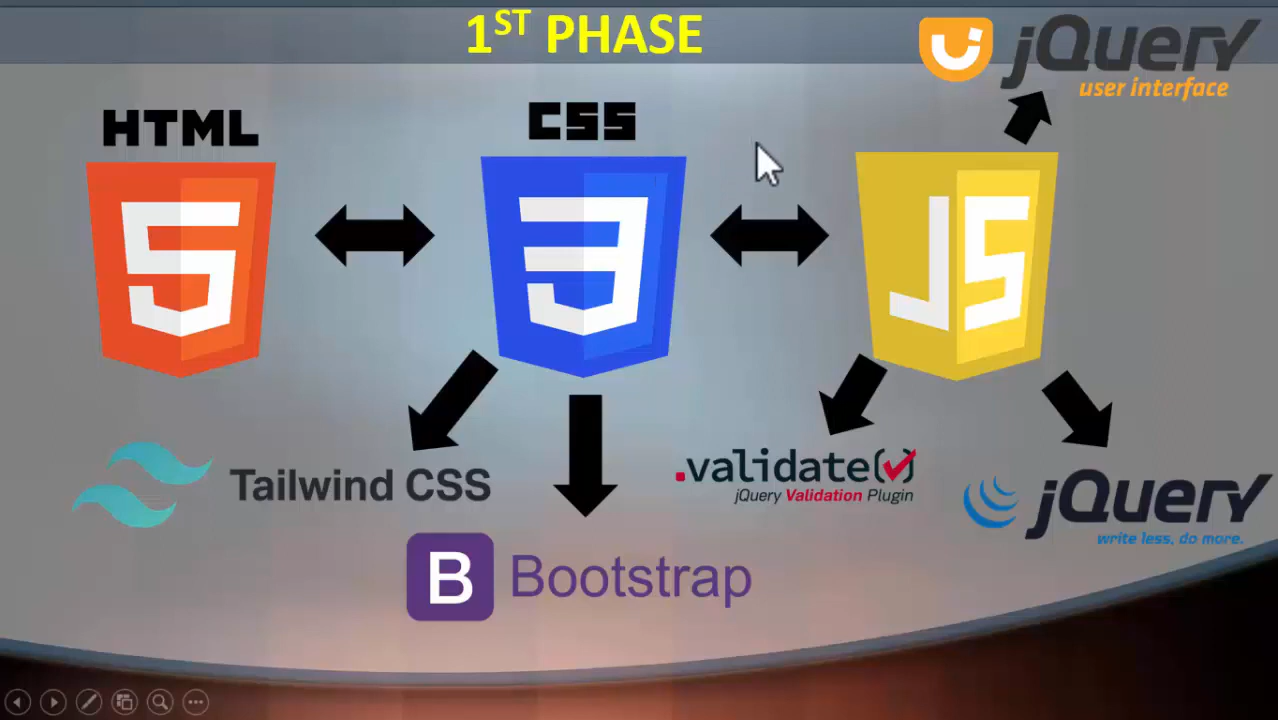 1ST PHASE
jQuery
user interface
HTML
CSS
5
3
JS
Tailwind CSS
.validate(✓)
jQuery Validation Plugin
jQuery
write less, do more.
B Bootstrap